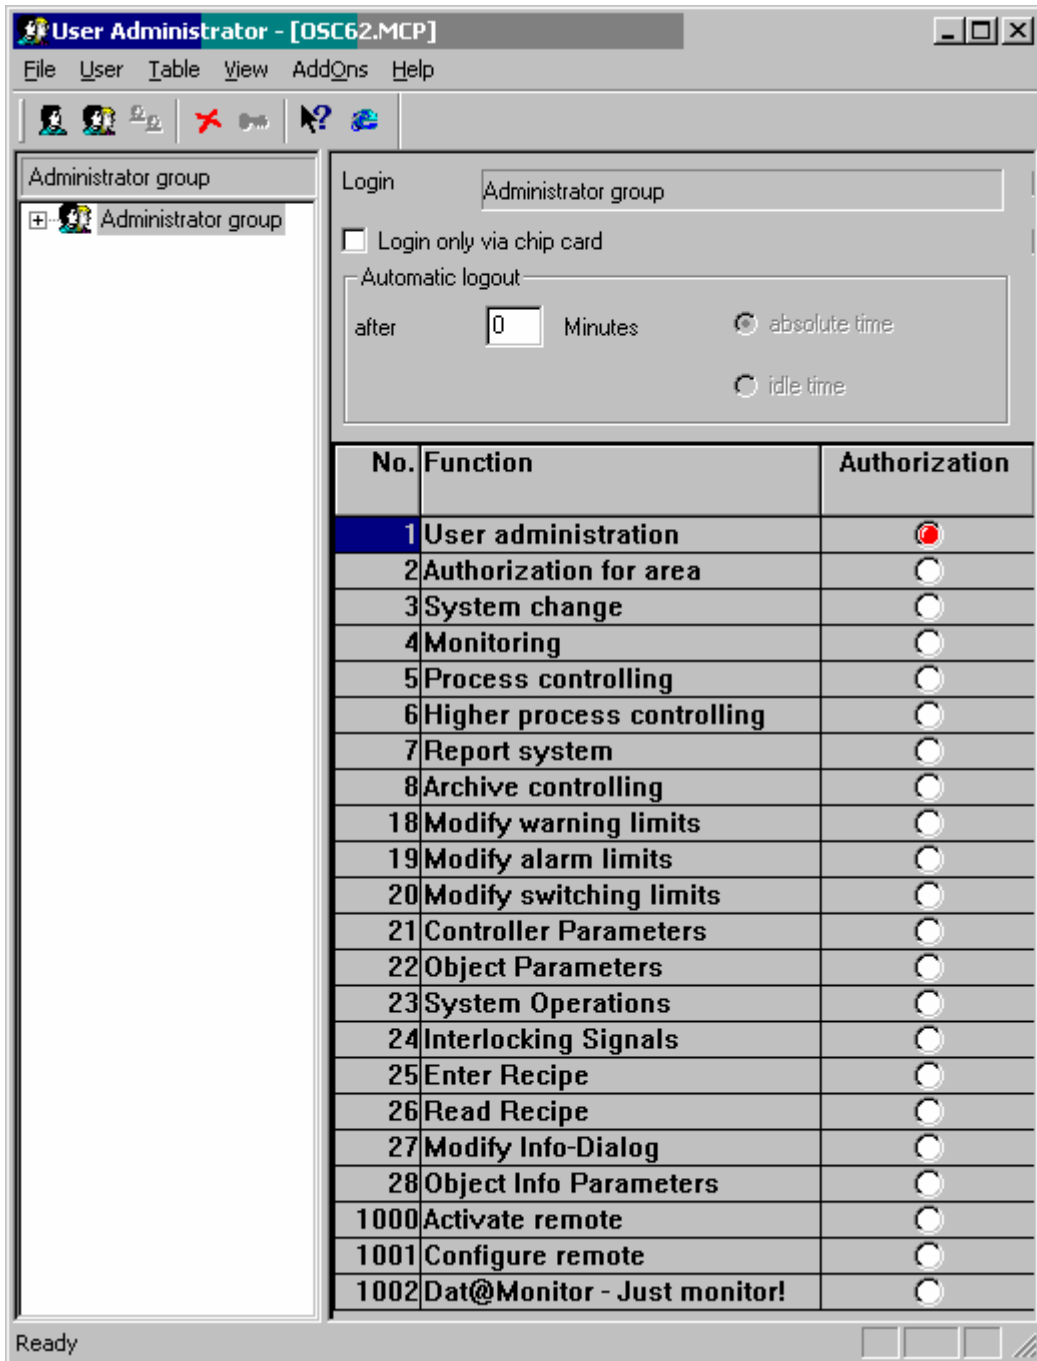 User Administrator - [OSC62.MCP]
File User Table View AddOns Help
Administrator group
Administrator group
Login Administrator group
Login only via chip card
Automatic logout
after 0 Minutes absolute time
idle time
No. Function Authorization
1 User administration
2 Authorization for area
3 System change
4 Monitoring
5 Process controlling
6 Higher process controlling
7 Report system
8 Archive controlling
18 Modify warning limits
19 Modify alarm limits
20 Modify switching limits
21 Controller Parameters
22 Object Parameters
23 System Operations
24 Interlocking Signals
25 Enter Recipe
26 Read Recipe
27 Modify Info-Dialog
28 Object Info Parameters
1000 Activate remote
1001 Configure remote
1002 Dat@Monitor - Just monitor!
Ready